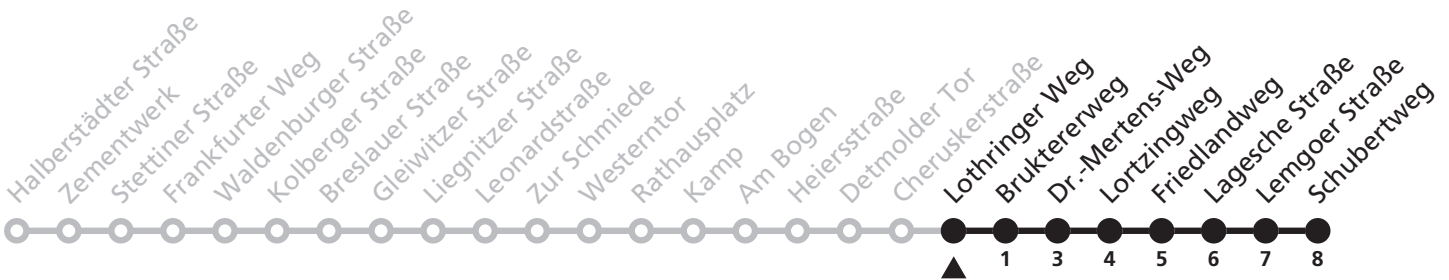 Halberstädter Straße
Zementwerk
Stettiner Straße
Frankfurter Weg
Waldenburger Straße
Kolberger Straße
Breslauer Straße
Gleiwitzer Straße
Liegnitzer Straße
Leonardstraße
Zur Schmiede
Westerntor
Rathausplatz
Kamp
Am Bogen
Heiersstraße
Detmolder Tor
Cheruskerstraße
Lothringer Weg
Bruktererweg
Dr.-Mertens-Weg
Lortzingweg
Friedlandweg
Lagesche Straße
Lemgoer Straße
Schubertweg
1 3 4 5 6 7 8